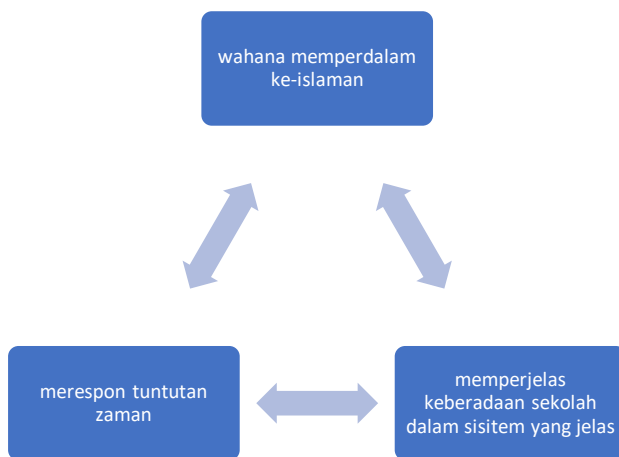 wahana memperdalam
ke-islaman
merespon tuntutan
zaman
memperjelas
keberadaan sekolah
dalam sisitem yang jelas